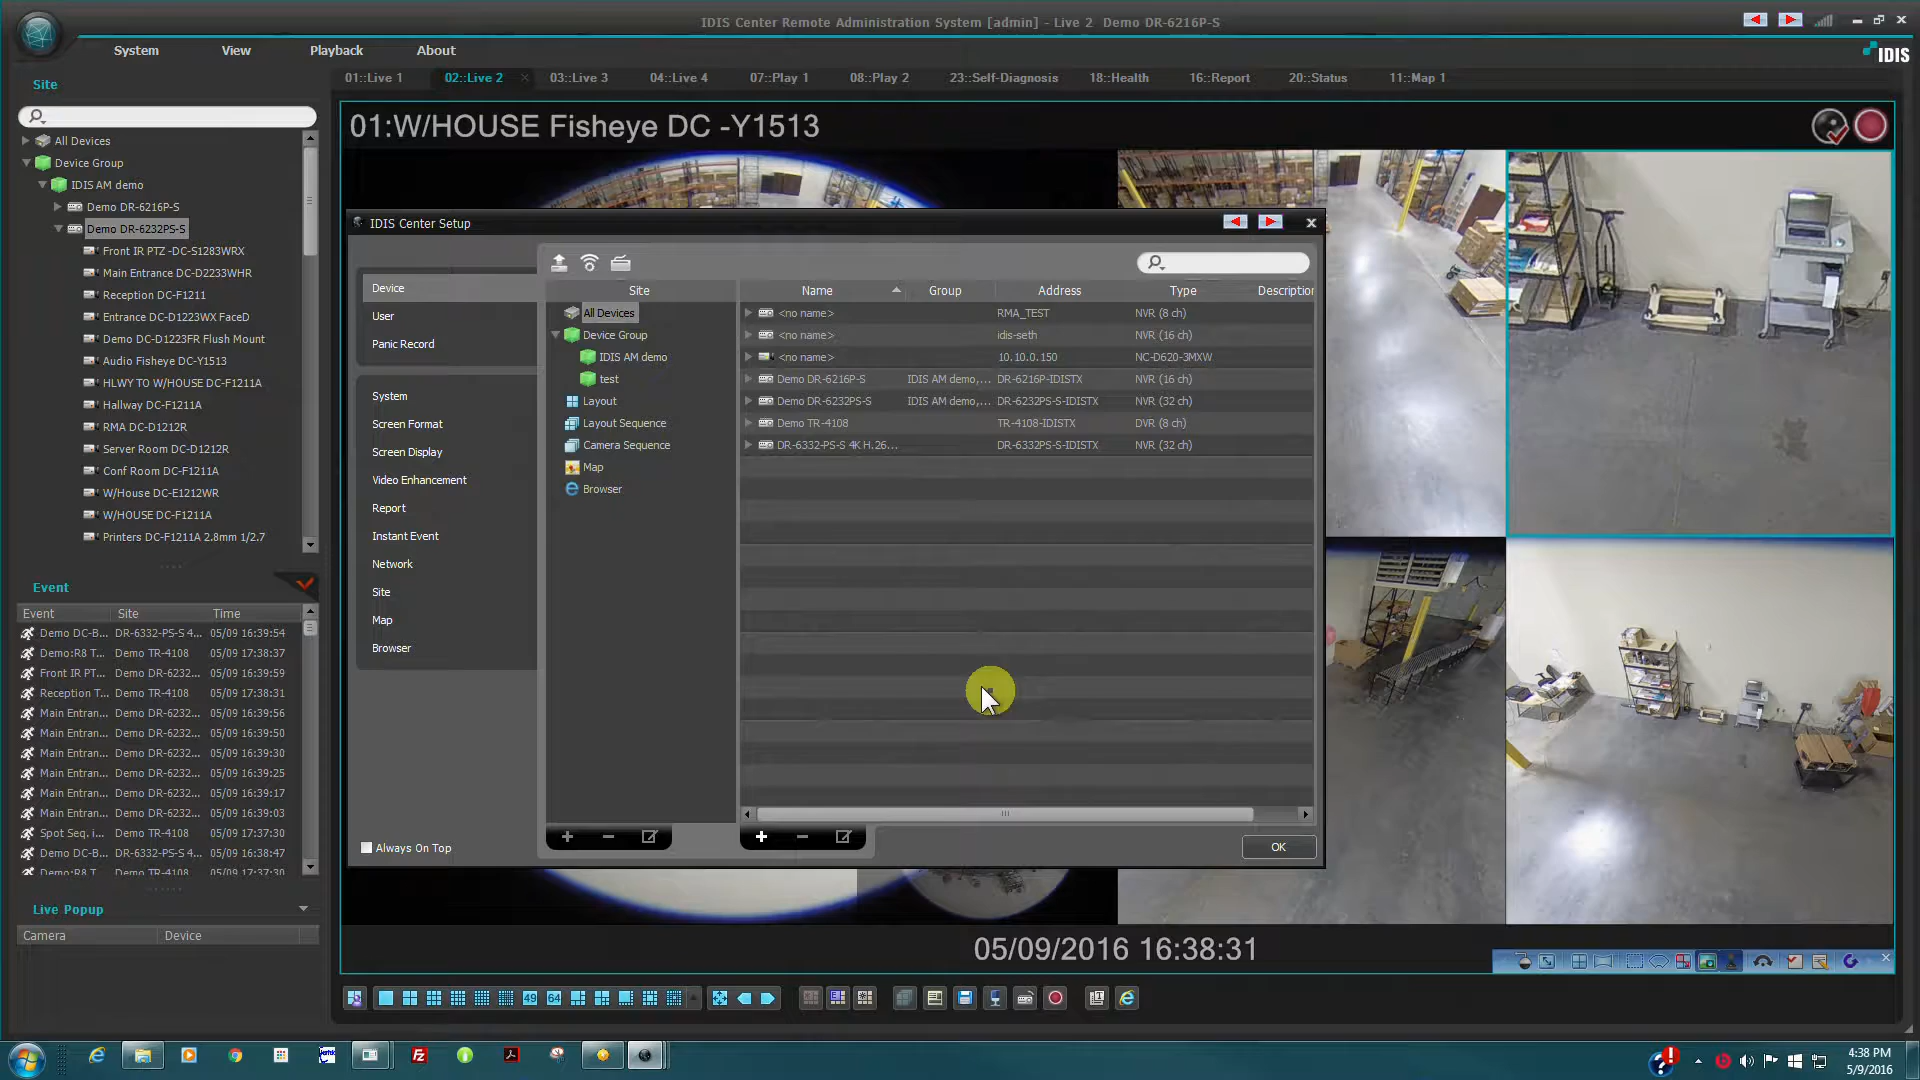 IDIS Center Remote Administration System [admin] - Live 2  Demo DR-6216P-S
System
View
Playback
About
IDIS
Site
01::Live 1
02::Live 2
03::Live 3
04::Live 4
07::Play 1
08::Play 2
23::Self-Diagnosis
18::Health
16::Report
20::Status
11::Map 1
All Devices
Device Group
IDIS AM demo
Demo DR-6216P-S
Demo DR-6232PS-S
Front IR PTZ -DC-S1283WRX
Main Entrance DC-D2233WHR
Reception DC-F1211
Entrance DC-D1223WX FaceD
Demo DC-D1223FR Flush Mount
Audio Fisheye DC-Y1513
HLWY TO W/HOUSE DC-F1211A
Hallway DC-F1211A
RMA DC-D1212R
Server Room DC-D1212R
Conf Room DC-F1211A
W/House DC-E1212WR
W/HOUSE DC-F1211A
Printers DC-F1211A 2.8mm 1/2.7
Event
Event Site Time
Demo DC-B... DR-6332-PS-S 4... 05/09 16:39:54
Demo:R8 T... Demo TR-4108 05/09 17:38:37
Front IR PT... Demo DR-6232... 05/09 16:39:59
Reception T... Demo TR-4108 05/09 17:38:31
Main Entran... Demo DR-6232... 05/09 16:39:56
Main Entran... Demo DR-6232... 05/09 16:39:50
Main Entran... Demo DR-6232... 05/09 16:39:30
Main Entran... Demo DR-6232... 05/09 16:39:25
Main Entran... Demo DR-6232... 05/09 16:39:17
Main Entran... Demo DR-6232... 05/09 16:39:03
Spot Seq. i... Demo TR-4108 05/09 17:37:30
Demo DC-B... DR-6332-PS-S 4... 05/09 16:38:47
Demo:R8 T... Demo TR-4108 05/09 17:37:30
Live Popup
Camera Device
01:W/HOUSE Fisheye DC -Y1513
IDIS Center Setup
Device
User
Panic Record
System
Screen Format
Screen Display
Video Enhancement
Report
Instant Event
Network
Site
Map
Browser
Always On Top
Site
All Devices
Device Group
IDIS AM demo
test
Layout
Layout Sequence
Camera Sequence
Map
Browser
Name Group Address Type Description
<no name> RMA_TEST NVR (8 ch)
<no name> idis-seth NVR (16 ch)
<no name> 10.10.0.150 NC-D620-3MXW
Demo DR-6216P-S IDIS AM demo,... DR-6216P-IDISTX NVR (16 ch)
Demo DR-6232PS-S IDIS AM demo,... DR-6232PS-S-IDISTX NVR (32 ch)
Demo TR-4108 TR-4108-IDISTX DVR (8 ch)
DR-6332-PS-S 4K H.26... DR-6332PS-S-IDISTX NVR (32 ch)
OK
05/09/2016 16:38:31
49
64
4:38 PM
5/9/2016